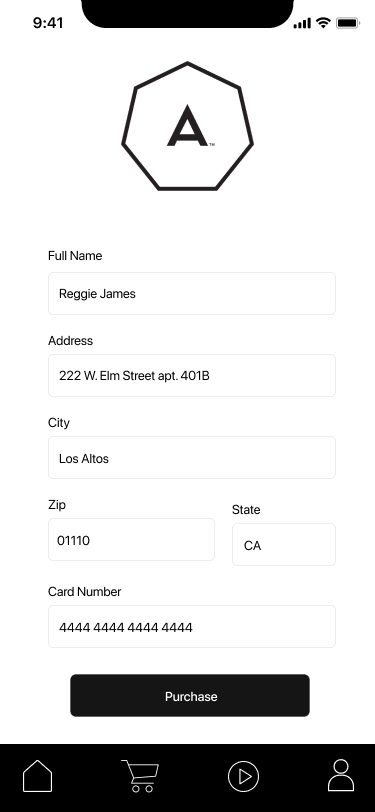 9:41
A™
Full Name
Reggie James
Address
222 W. Elm Street apt. 401B
City
Los Altos
Zip
State
01110
CA
Card Number
4444 4444 4444 4444
Purchase